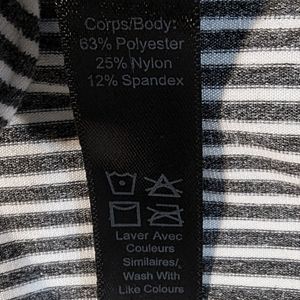 Corps/Body:
63% Polyester
25% Nylon
12% Spandex
Laver Avec
Couleurs
Similaires/
Wash With
Like Colours